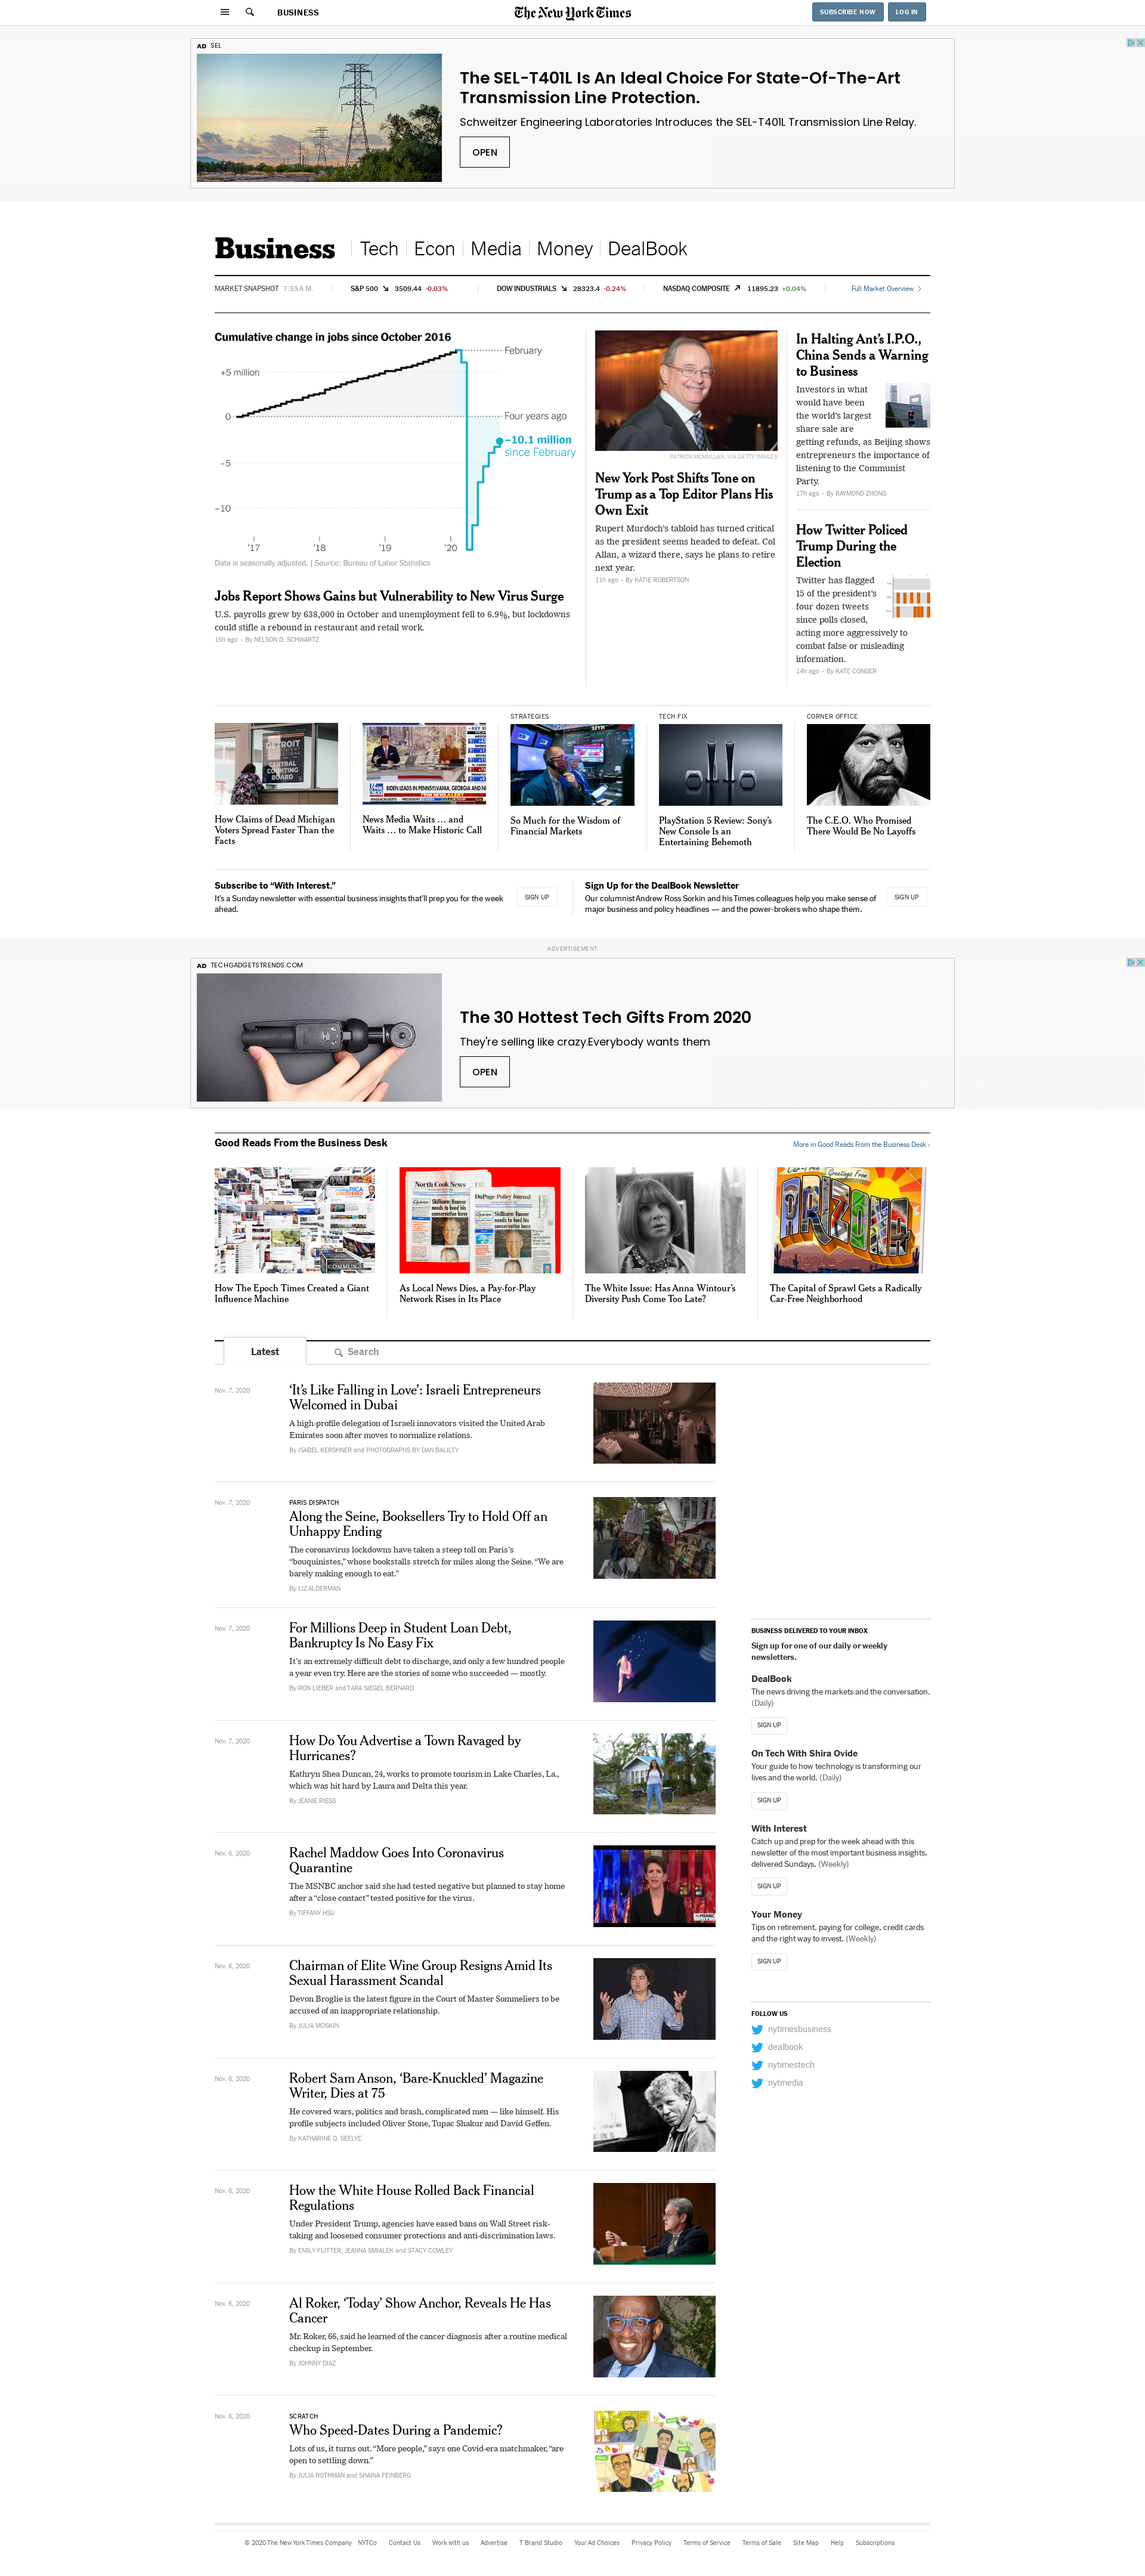 BUSINESS
The New York Times
SUBSCRIBE NOW
LOG IN
AD SEL
The SEL-T401L Is An Ideal Choice For State-Of-The-Art
Transmission Line Protection.
Schweitzer Engineering Laboratories Introduces the SEL-T401L Transmission Line Relay.
OPEN
Business
Tech
Econ
Media
Money
DealBook
MARKET SNAPSHOT 7:53 A.M.
S&P 500 3509.44 -0.03%
DOW INDUSTRIALS 28323.4 -0.24%
NASDAQ COMPOSITE 11895.23 +0.04%
Full Market Overview
Cumulative change in jobs since October 2016
February
+5 million
0
Four years ago
–10.1 million
since February
–5
–10
'17
'18
'19
'20
Data is seasonally adjusted. | Source: Bureau of Labor Statistics
Jobs Report Shows Gains but Vulnerability to New Virus Surge
U.S. payrolls grew by 638,000 in October and unemployment fell to 6.9%, but lockdowns
could stifle a rebound in restaurant and retail work.
15h ago • By NELSON D. SCHWARTZ
PATRICK MCMULLAN, VIA GETTY IMAGES
New York Post Shifts Tone on
Trump as a Top Editor Plans His
Own Exit
Rupert Murdoch's tabloid has turned critical
as the president seems headed to defeat. Col
Allan, a wizard there, says he plans to retire
next year.
11h ago • By KATIE ROBERTSON
In Halting Ant's I.P.O.,
China Sends a Warning
to Business
Investors in what
would have been
the world's largest
share sale are
getting refunds, as Beijing shows
entrepreneurs the importance of
listening to the Communist
Party.
17h ago • By RAYMOND ZHONG
How Twitter Policed
Trump During the
Election
Twitter has flagged
15 of the president's
four dozen tweets
since polls closed,
acting more aggressively to
combat false or misleading
information.
14h ago • By KATE CONGER
DETROIT
CENTRAL
COUNTING
BOARD
How Claims of Dead Michigan
Voters Spread Faster Than the
Facts
BIDEN LEADS IN PENNSYLVANIA, GEORGIA AND
News Media Waits … and
Waits … to Make Historic Call
STRATEGIES
So Much for the Wisdom of
Financial Markets
TECH FIX
PlayStation 5 Review: Sony's
New Console Is an
Entertaining Behemoth
CORNER OFFICE
The C.E.O. Who Promised
There Would Be No Layoffs
Subscribe to “With Interest.”
It's a Sunday newsletter with essential business insights that'll prep you for the week
ahead.
SIGN UP
Sign Up for the DealBook Newsletter
Our columnist Andrew Ross Sorkin and his Times colleagues help you make sense of
major business and policy headlines — and the power-brokers who shape them.
SIGN UP
ADVERTISEMENT
AD TECHGADGETSTRENDS.COM
The 30 Hottest Tech Gifts From 2020
They're selling like crazy.Everybody wants them
OPEN
Good Reads From the Business Desk
More in Good Reads From the Business Desk ›
How The Epoch Times Created a Giant
Influence Machine
North Cook News
DuPage Policy Journal
As Local News Dies, a Pay-for-Play
Network Rises in Its Place
The White Issue: Has Anna Wintour's
Diversity Push Come Too Late?
Greetings From
ARIZONA
The Capital of Sprawl Gets a Radically
Car-Free Neighborhood
Latest
Search
Nov. 7, 2020
‘It's Like Falling in Love’: Israeli Entrepreneurs
Welcomed in Dubai
A high-profile delegation of Israeli innovators visited the United Arab
Emirates soon after moves to normalize relations.
By ISABEL KERSHNER and PHOTOGRAPHS BY DAN BALILTY
Nov. 7, 2020
PARIS DISPATCH
Along the Seine, Booksellers Try to Hold Off an
Unhappy Ending
The coronavirus lockdowns have taken a steep toll on Paris's
“bouquinistes,” whose bookstalls stretch for miles along the Seine. “We are
barely making enough to eat.”
By LIZ ALDERMAN
Nov. 7, 2020
For Millions Deep in Student Loan Debt,
Bankruptcy Is No Easy Fix
It's an extremely difficult debt to discharge, and only a few hundred people
a year even try. Here are the stories of some who succeeded — mostly.
By RON LIEBER and TARA SIEGEL BERNARD
Nov. 7, 2020
How Do You Advertise a Town Ravaged by
Hurricanes?
Kathryn Shea Duncan, 24, works to promote tourism in Lake Charles, La.,
which was hit hard by Laura and Delta this year.
By JEANIE RIESS
Nov. 6, 2020
Rachel Maddow Goes Into Coronavirus
Quarantine
The MSNBC anchor said she had tested negative but planned to stay home
after a “close contact” tested positive for the virus.
By TIFFANY HSU
MSNBC
Nov. 6, 2020
Chairman of Elite Wine Group Resigns Amid Its
Sexual Harassment Scandal
Devon Broglie is the latest figure in the Court of Master Sommeliers to be
accused of an inappropriate relationship.
By JULIA MOSKIN
Nov. 6, 2020
Robert Sam Anson, ‘Bare-Knuckled’ Magazine
Writer, Dies at 75
He covered wars, politics and brash, complicated men — like himself. His
profile subjects included Oliver Stone, Tupac Shakur and David Geffen.
By KATHARINE Q. SEELYE
Nov. 6, 2020
How the White House Rolled Back Financial
Regulations
Under President Trump, agencies have eased bans on Wall Street risk-
taking and loosened consumer protections and anti-discrimination laws.
By EMILY FLITTER, JEANNA SMIALEK and STACY COWLEY
Nov. 6, 2020
Al Roker, ‘Today’ Show Anchor, Reveals He Has
Cancer
Mr. Roker, 66, said he learned of the cancer diagnosis after a routine medical
checkup in September.
By JOHNNY DIAZ
Nov. 6, 2020
SCRATCH
Who Speed-Dates During a Pandemic?
Lots of us, it turns out. “More people,” says one Covid-era matchmaker, “are
open to settling down.”
By JULIA ROTHMAN and SHAINA FEINBERG
BUSINESS DELIVERED TO YOUR INBOX
Sign up for one of our daily or weekly
newsletters.
DealBook
The news driving the markets and the conversation.
(Daily)
SIGN UP
On Tech With Shira Ovide
Your guide to how technology is transforming our
lives and the world. (Daily)
SIGN UP
With Interest
Catch up and prep for the week ahead with this
newsletter of the most important business insights,
delivered Sundays. (Weekly)
SIGN UP
Your Money
Tips on retirement, paying for college, credit cards
and the right way to invest. (Weekly)
SIGN UP
FOLLOW US
nytimesbusiness
dealbook
nytimestech
nytmedia
© 2020 The New York Times Company
NYTCo
Contact Us
Work with us
Advertise
T Brand Studio
Your Ad Choices
Privacy Policy
Terms of Service
Terms of Sale
Site Map
Help
Subscriptions